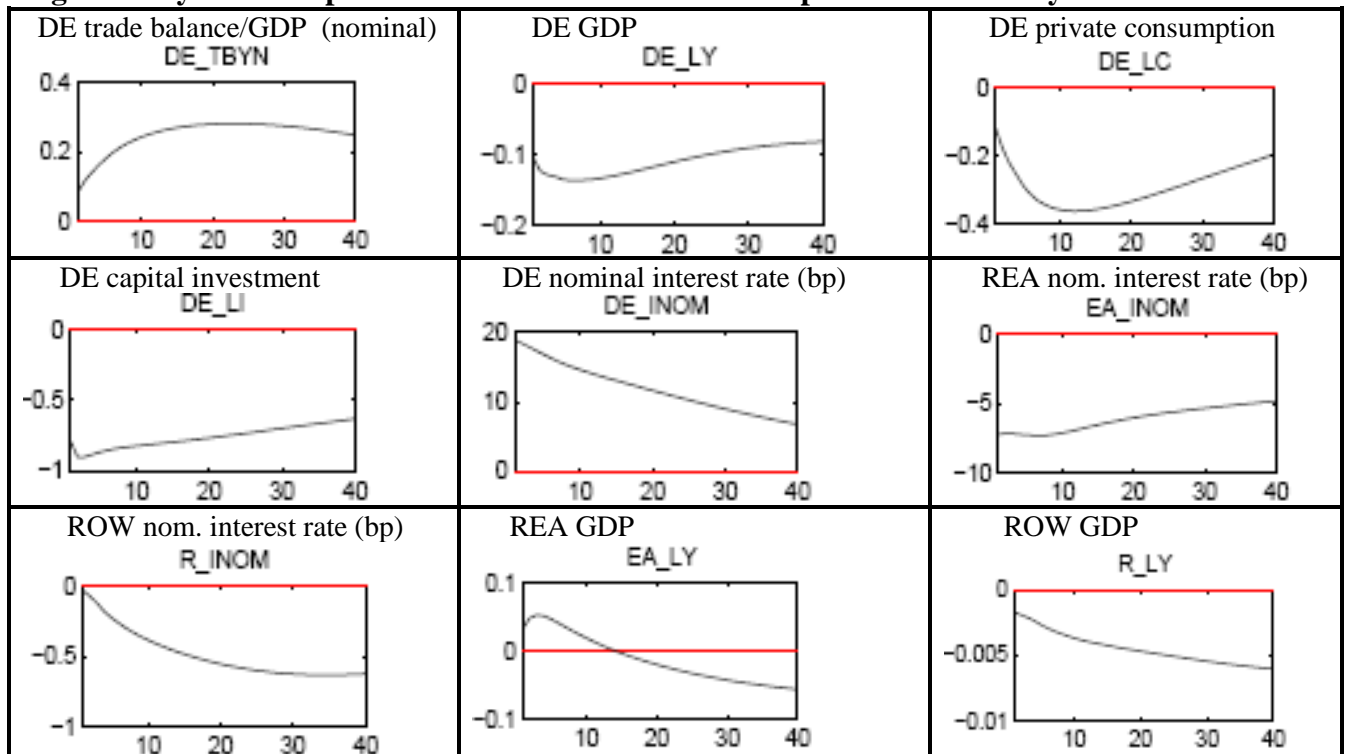 DE trade balance/GDP (nominal)
DE_TBYN
0.4
0.2
0
10 20 30 40
DE GDP
DE_LY
0
−0.1
−0.2
10 20 30 40
DE private consumption
DE_LC
0
−0.2
−0.4
10 20 30 40
DE capital investment
DE_LI
0
−0.5
−1
10 20 30 40
DE nominal interest rate (bp)
DE_INOM
20
10
0
10 20 30 40
REA nom. interest rate (bp)
EA_INOM
0
−5
−10
10 20 30 40
ROW nom. interest rate (bp)
R_INOM
0
−0.5
−1
10 20 30 40
REA GDP
EA_LY
0.1
0
−0.1
10 20 30 40
ROW GDP
R_LY
0
−0.005
−0.01
10 20 30 40